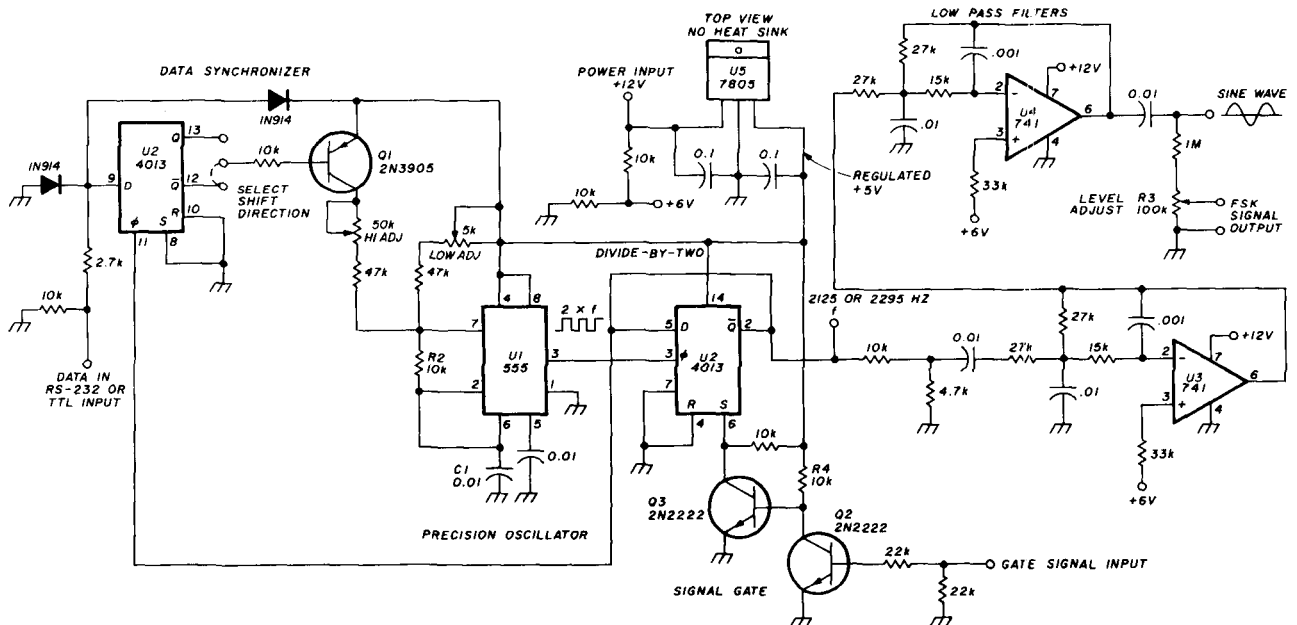 LOW PASS FILTERS
TOP VIEW
NO HEAT SINK
U5
7805
POWER INPUT
+12V
DATA SYNCHRONIZER
1N914
1N914
U2
4013
Q 13
Q̅ 12
D
9
R 10
S
8
ϕ
11
10k
SELECT
SHIFT
DIRECTION
Q1
2N3905
50k
HI ADJ
47k
5k
LOW ADJ
47k
2.7k
10k
DATA IN
RS-232 OR
TTL INPUT
10k
10k
+6V
0.1
0.1
REGULATED
+5V
27k
.001
27k
15k
.01
2
-
U4
741
3
+
7
+12V
6
4
33k
+6V
0.01
SINE WAVE
1M
LEVEL
ADJUST
R3
100k
FSK
SIGNAL
OUTPUT
DIVIDE-BY-TWO
4
8
7
U1
555
3
2
1
6
5
R2
10k
C1
0.01
0.01
2 x f
PRECISION OSCILLATOR
14
5
D
Q̅
2
3
ϕ
U2
4013
7
R
4
S
6
10k
R4
10k
Q3
2N2222
Q2
2N2222
SIGNAL GATE
22k
22k
GATE SIGNAL INPUT
2125 OR 2295 HZ
f
10k
4.7k
0.01
27k
27k
.001
15k
.01
2
-
U3
741
3
+
7
+12V
6
4
33k
+6V